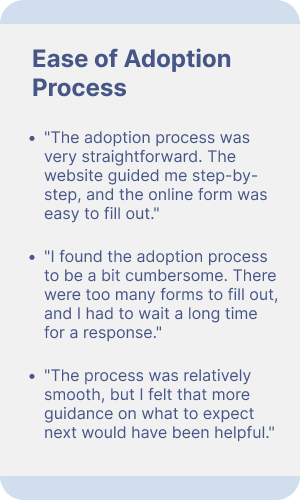 Ease of Adoption
Process
• "The adoption process was
very straightforward. The
website guided me step-by-
step, and the online form was
easy to fill out."
• "I found the adoption process
to be a bit cumbersome. There
were too many forms to fill out,
and I had to wait a long time
for a response."
• "The process was relatively
smooth, but I felt that more
guidance on what to expect
next would have been helpful."